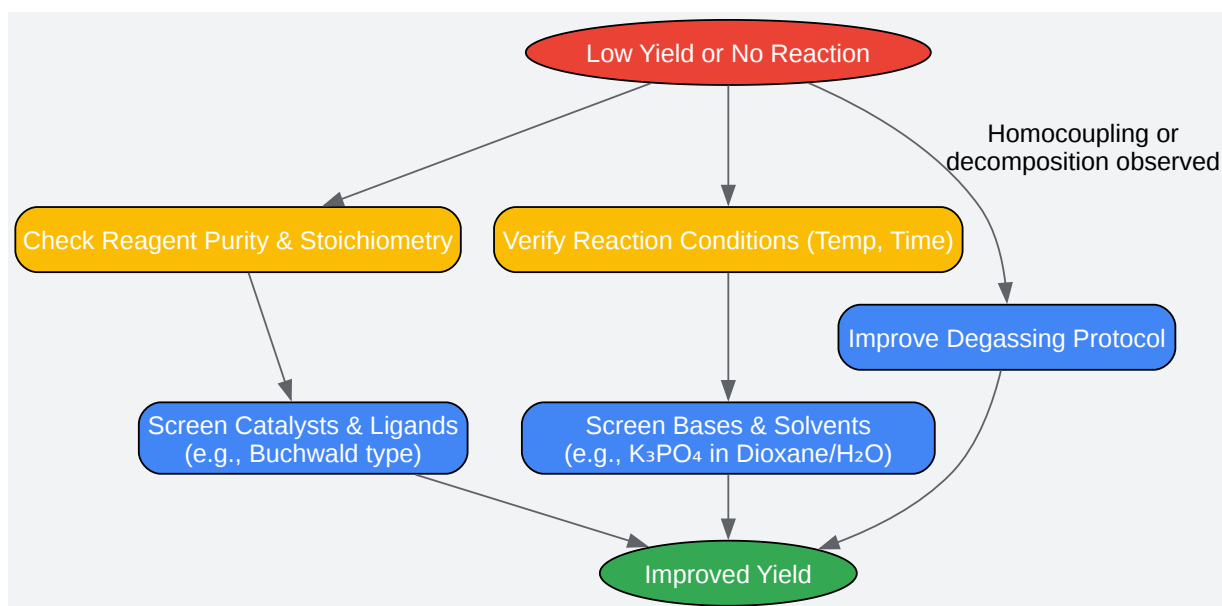 Low Yield or No Reaction
Homocoupling or
decomposition observed
Check Reagent Purity & Stoichiometry
Verify Reaction Conditions (Temp, Time)
Improve Degassing Protocol
Screen Catalysts & Ligands
(e.g., Buchwald type)
Screen Bases & Solvents
(e.g., K₃PO₄ in Dioxane/H₂O)
Improved Yield